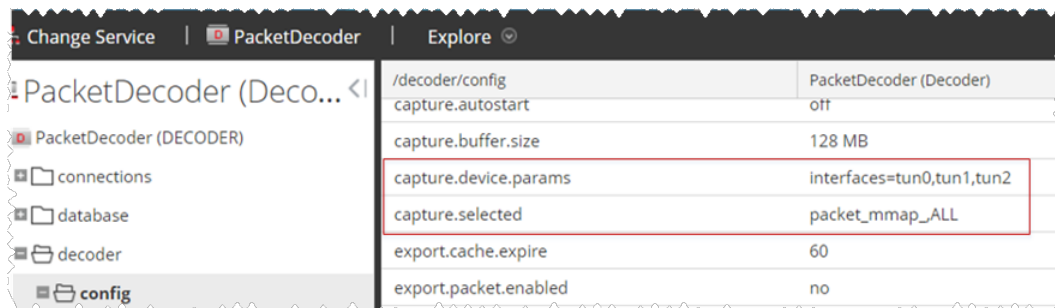 Change Service | D PacketDecoder | Explore
PacketDecoder (Deco...
D PacketDecoder (DECODER)
connections
database
decoder
config
/decoder/config PacketDecoder (Decoder)
capture.autostart off
capture.buffer.size 128 MB
capture.device.params interfaces=tun0,tun1,tun2
capture.selected packet_mmap_,ALL
export.cache.expire 60
export.packet.enabled no